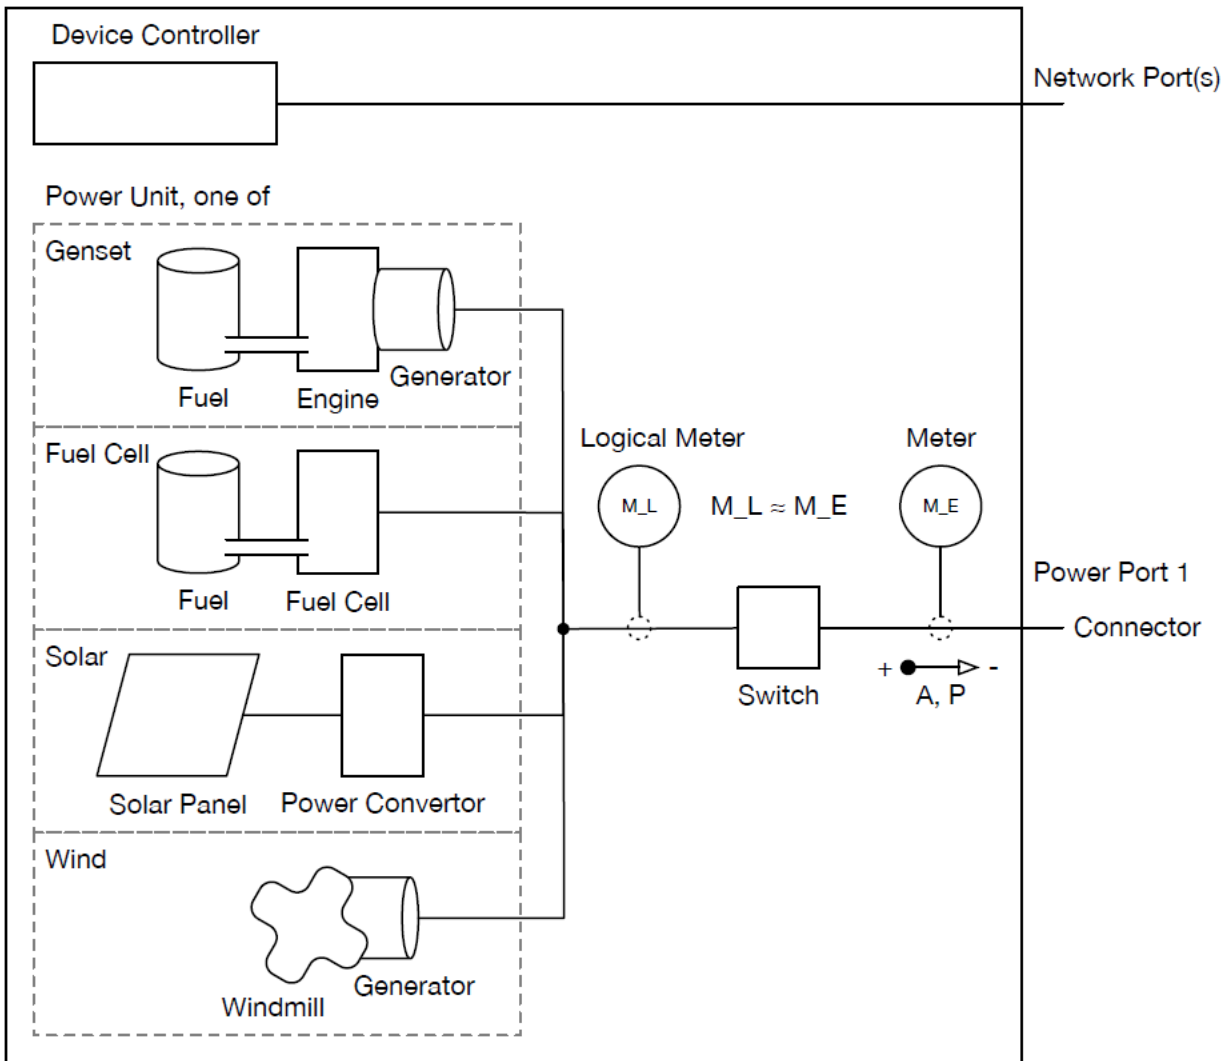 Device Controller
Network Port(s)
Power Unit, one of
Genset
Fuel
Engine
Generator
Fuel Cell
Fuel
Fuel Cell
Logical Meter
Meter
M_L
M_L ≈ M_E
M_E
Power Port 1
Connector
Switch
+ -
A, P
Solar
Solar Panel
Power Convertor
Wind
Windmill
Generator